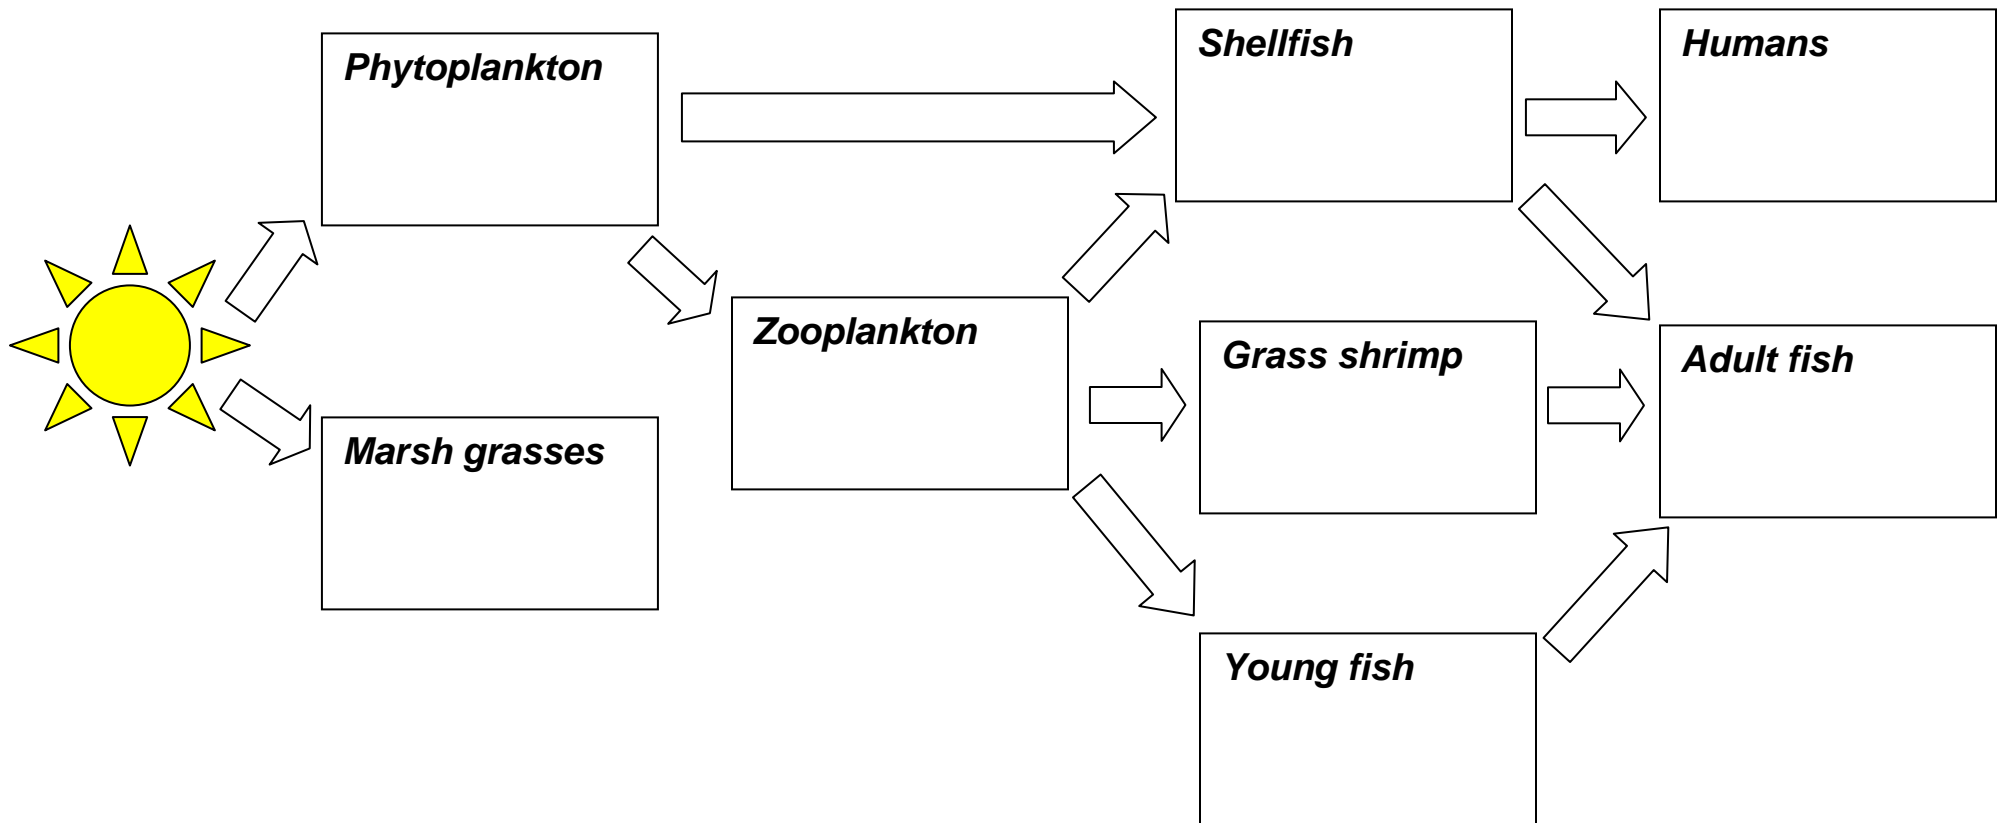 Phytoplankton
Shellfish
Humans
Zooplankton
Grass shrimp
Adult fish
Marsh grasses
Young fish